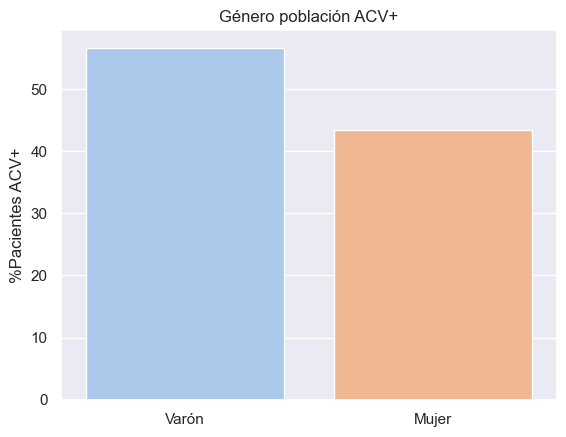 Género población ACV+
%Pacientes ACV+
50
40
30
20
10
0
Varón
Mujer